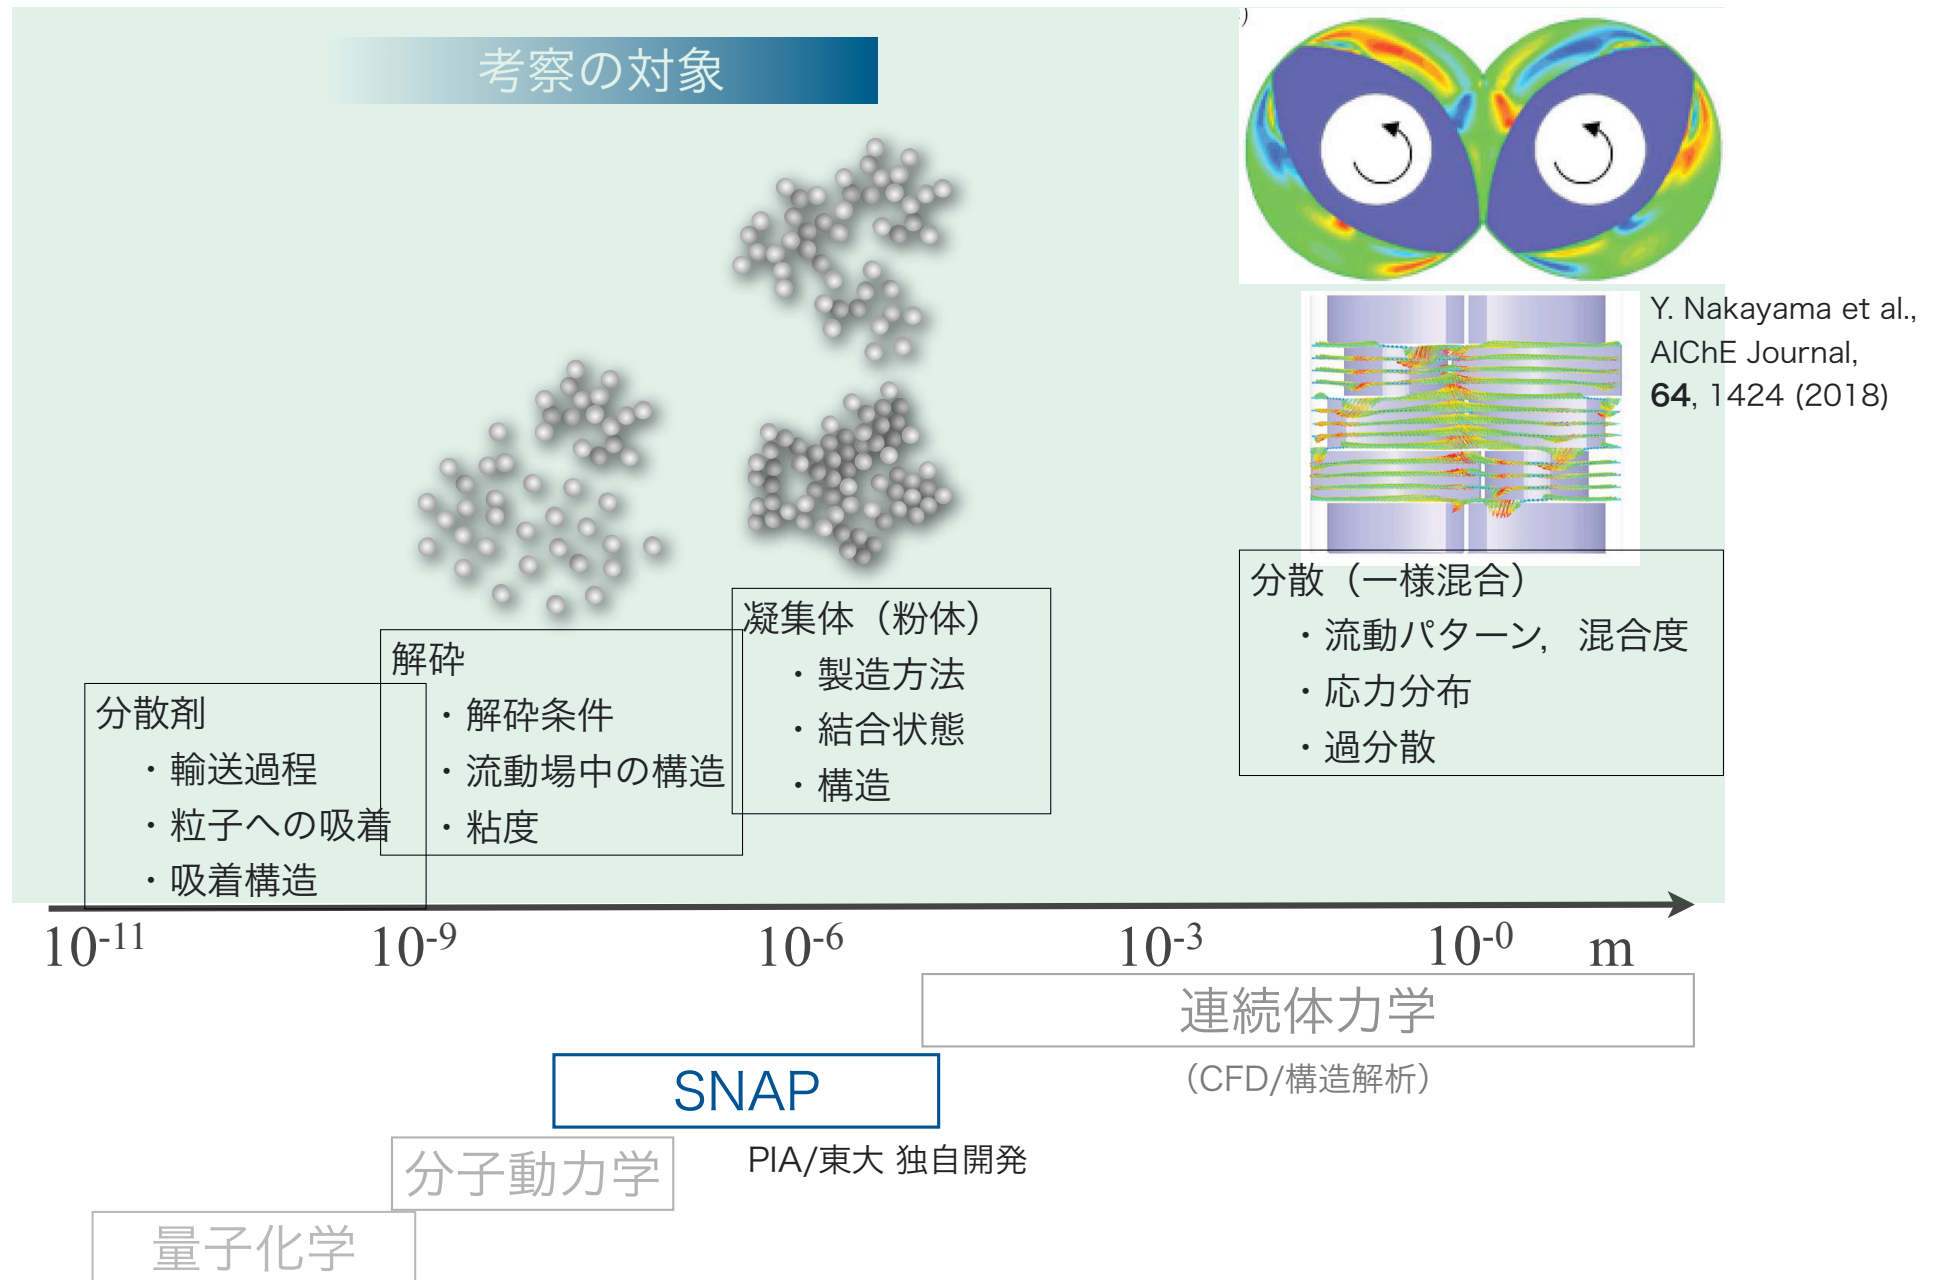 考察の対象
Y. Nakayama et al.,
AIChE Journal,
64, 1424 (2018)
分散（一様混合）
・流動パターン，混合度
・応力分布
・過分散
凝集体（粉体）
・製造方法
・結合状態
・構造
解砕
・解砕条件
・流動場中の構造
・粘度
分散剤
・輸送過程
・粒子への吸着
・吸着構造
10-11 10-9 10-6 10-3 10-0 m
連続体力学
（CFD/構造解析）
SNAP
PIA/東大 独自開発
分子動力学
量子化学